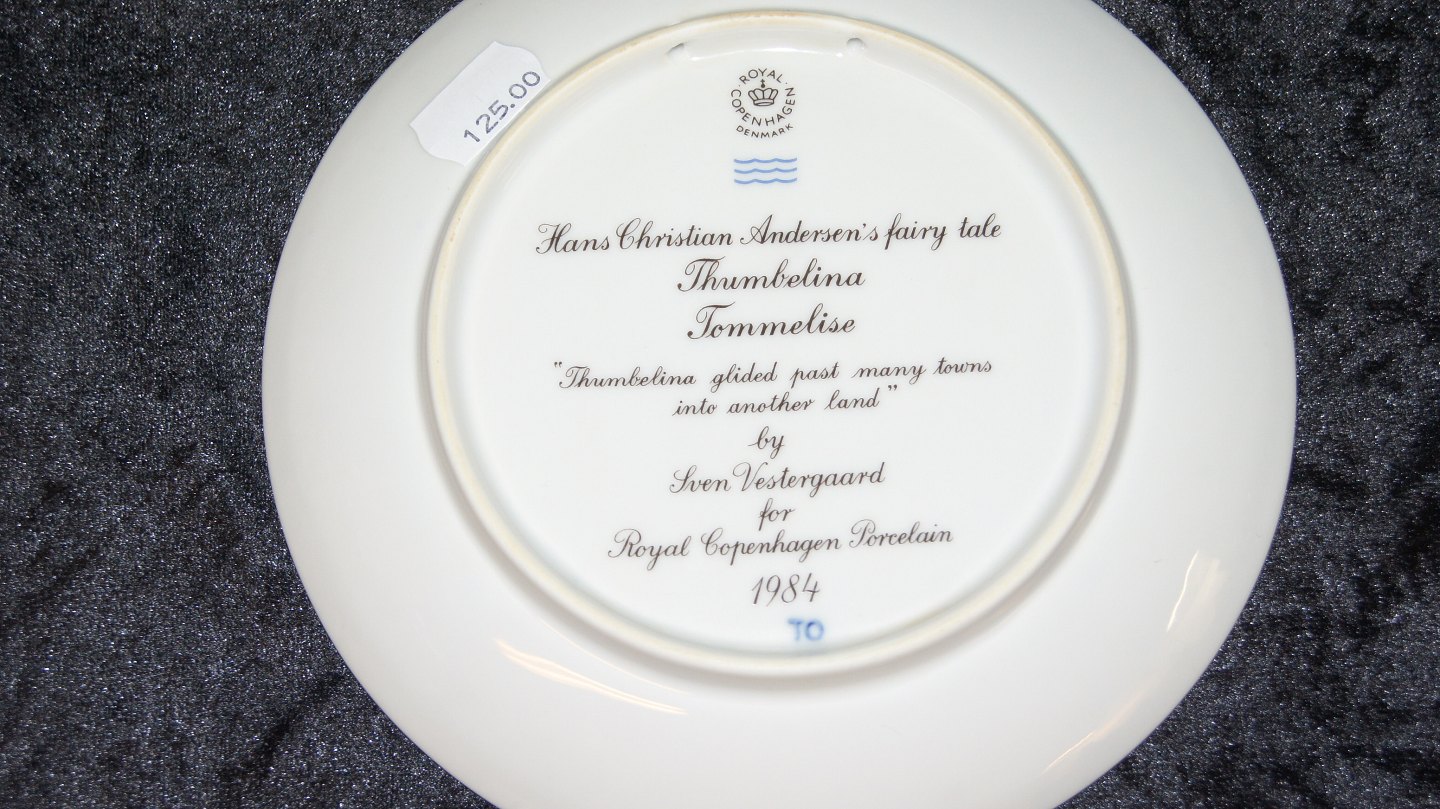 125.00
ROYAL
COPENHAGEN
DENMARK
Hans Christian Andersen's fairy tale
Thumbelina
Tommelise
"Thumbelina glided past many towns
into another land"
by
Sven Vestergaard
for
Royal Copenhagen Porcelain
1984
TO